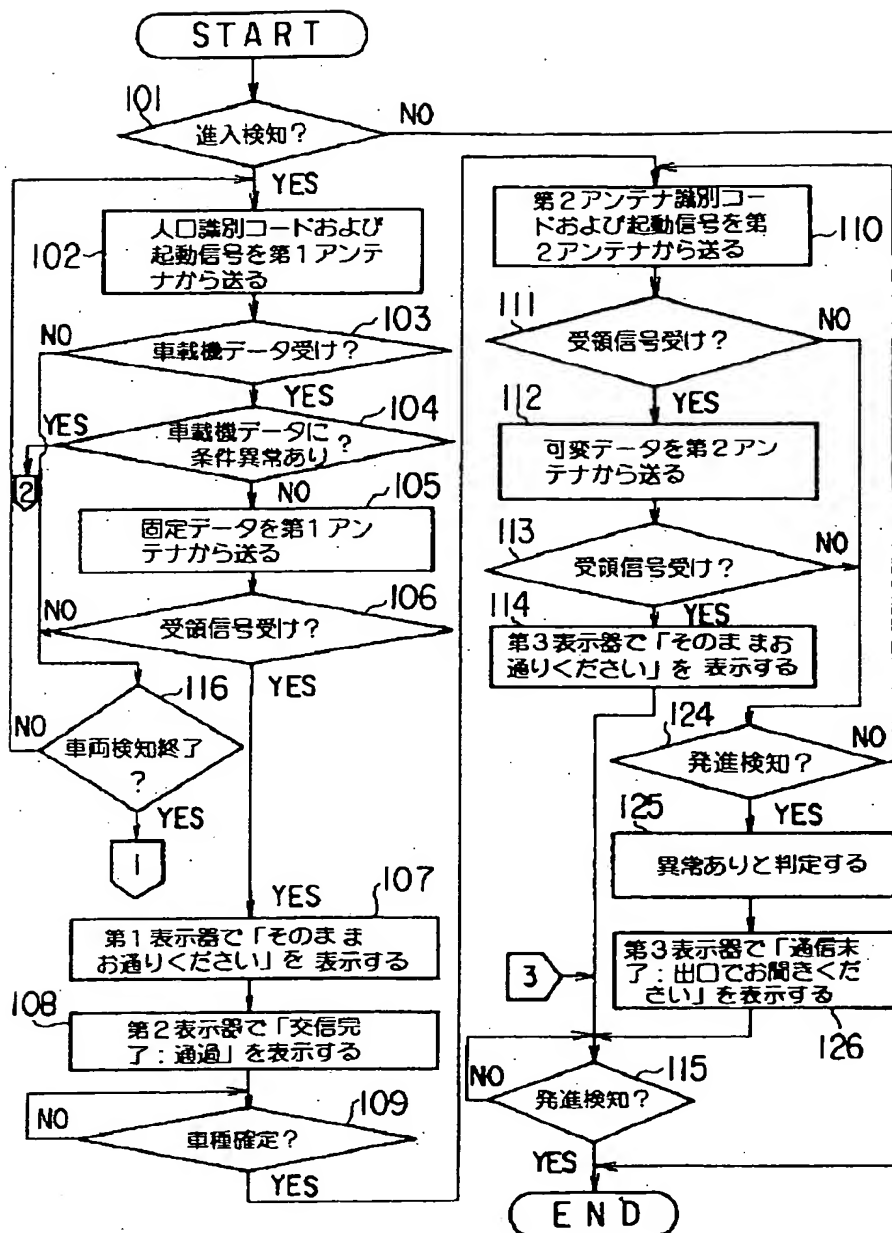 START
101
進入検知?
NO
YES
102
人口識別コードおよび
起動信号を第1アンテ
ナから送る
103
NO
車載機データ受け?
YES
104
YES
車載機データに
条件異常あり
?
2
NO
105
固定データを第1アン
テナから送る
106
NO
受領信号受け?
YES
116
NO
車両検知終了
?
YES
1
YES
107
第1表示器で「そのまま
お通りください」を表示する
108
第2表示器で「交信完
了:通過」を表示する
109
NO
車種確定?
YES
第2アンテナ識別コー
ドおよび起動信号を第
2アンテナから送る
110
111
受領信号受け?
NO
YES
112
可変データを第2アン
テナから送る
113
受領信号受け?
NO
YES
114
第3表示器で「そのままお
通りください」を表示する
124
発進検知?
NO
YES
125
異常ありと判定する
第3表示器で「通信末
了:出口でお聞きくだ
さい」を表示する
126
3
115
NO
発進検知?
YES
END